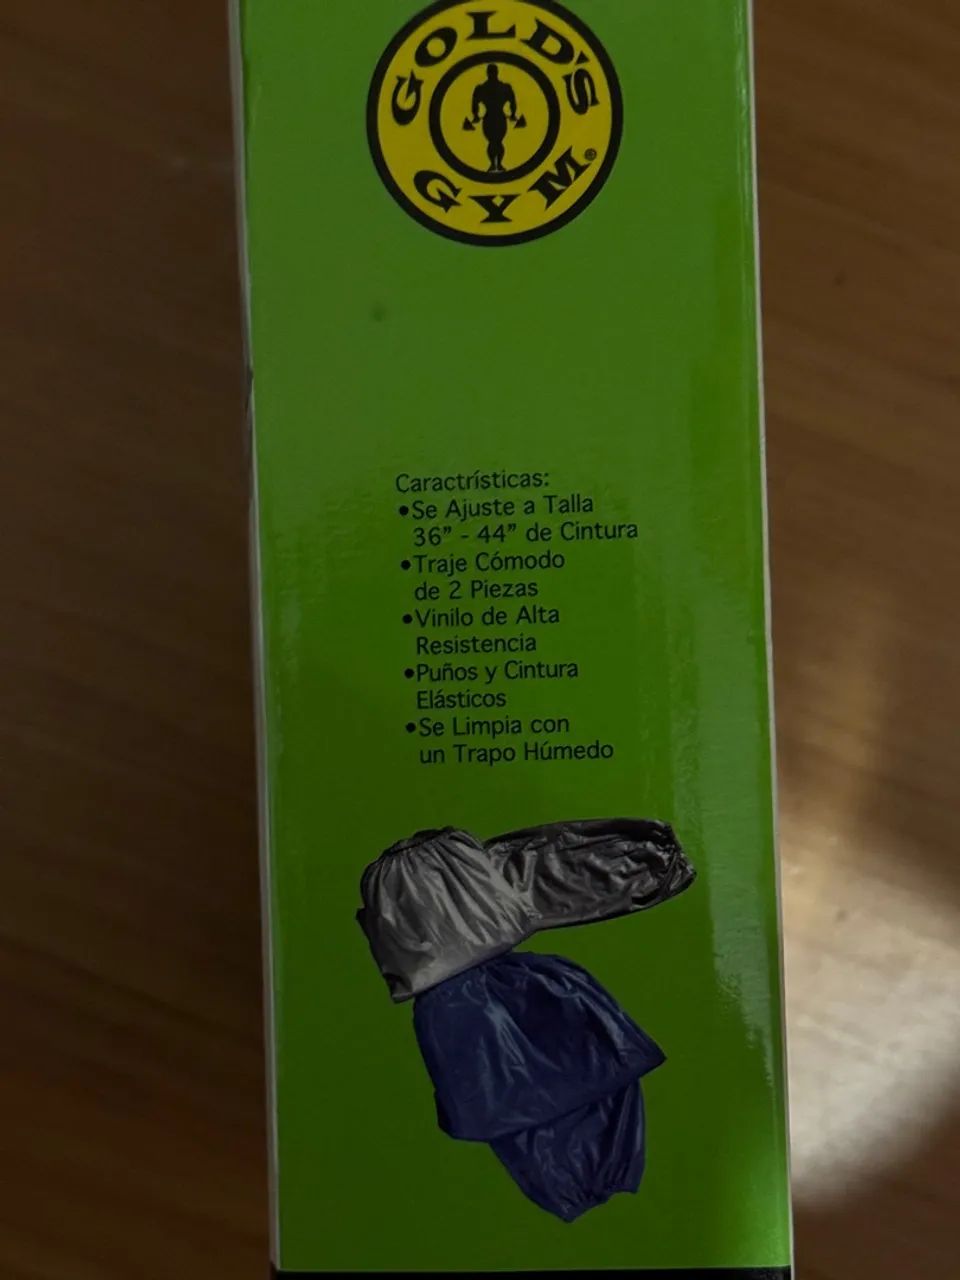 GOLD'S
GYM®
Caractrísticas:
•Se Ajuste a Talla
36” - 44” de Cintura
•Traje Cómodo
de 2 Piezas
•Vinilo de Alta
Resistencia
•Puños y Cintura
Elásticos
•Se Limpia con
un Trapo Húmedo